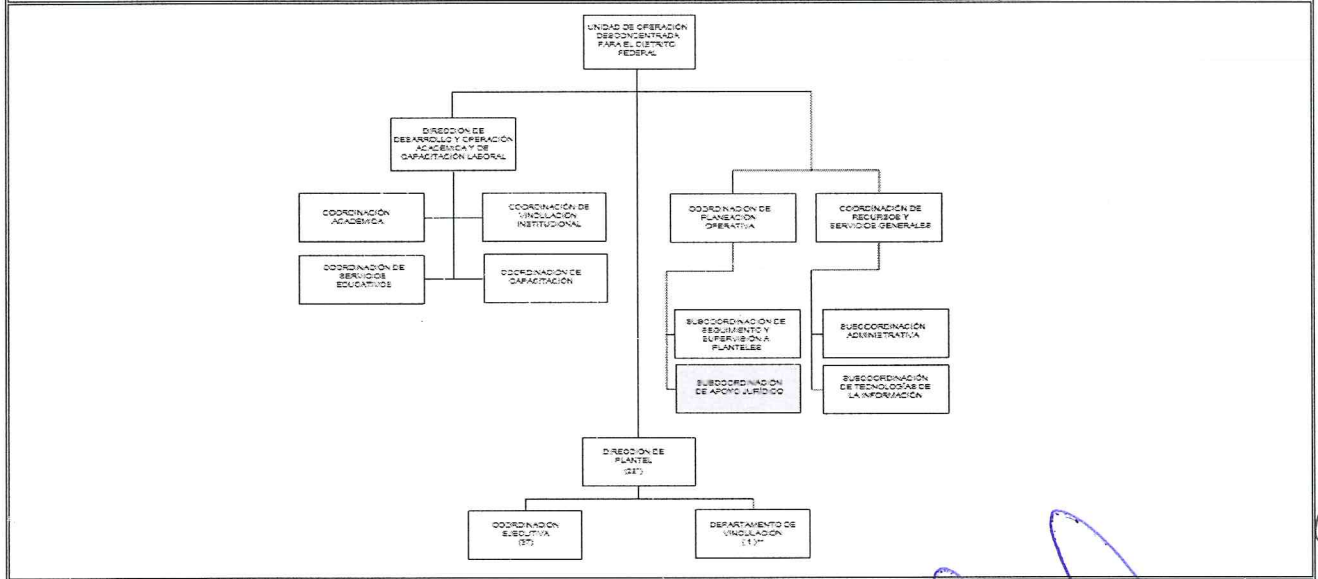 UNIDAD DE OPERACIÓN
DESCONCENTRADA
PARA EL DISTRITO
FEDERAL
DIRECCIÓN DE
DESARROLLO Y OPERACIÓN
ACADÉMICA Y DE
CAPACITACIÓN LABORAL
COORDINACIÓN
ACADÉMICA
COORDINACIÓN DE
VINCULACIÓN
INSTITUCIONAL
COORDINACIÓN DE
PLANEACIÓN
OPERATIVA
COORDINACIÓN DE
RECURSOS Y
SERVICIOS GENERALES
COORDINACIÓN DE
SERVICIOS
EDUCATIVOS
COORDINACIÓN DE
CAPACITACIÓN
SUBCOORDINACIÓN DE
SEGUIMIENTO Y
SUPERVISIÓN A
PLANTELES
SUBCOORDINACIÓN
ADMINISTRATIVA
SUBCOORDINACIÓN
DE APOYO JURÍDICO
SUBCOORDINACIÓN
DE TECNOLOGÍAS DE
LA INFORMACIÓN
DIRECCIÓN DE
PLANTEL
COORDINACIÓN
EJECUTIVA
DEPARTAMENTO DE
VINCULACIÓN